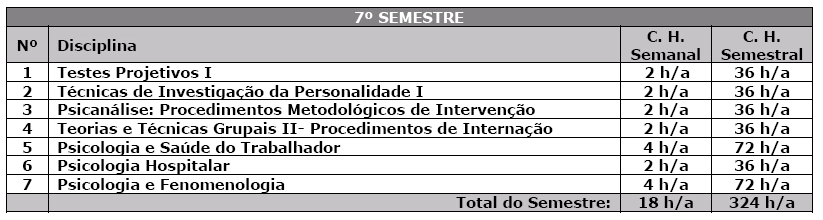 7º SEMESTRE
Nº Disciplina C. H. Semanal C. H. Semestral
1 Testes Projetivos I 2 h/a 36 h/a
2 Técnicas de Investigação da Personalidade I 2 h/a 36 h/a
3 Psicanálise: Procedimentos Metodológicos de Intervenção 2 h/a 36 h/a
4 Teorias e Técnicas Grupais II- Procedimentos de Internação 2 h/a 36 h/a
5 Psicologia e Saúde do Trabalhador 4 h/a 72 h/a
6 Psicologia Hospitalar 2 h/a 36 h/a
7 Psicologia e Fenomenologia 4 h/a 72 h/a
Total do Semestre: 18 h/a 324 h/a